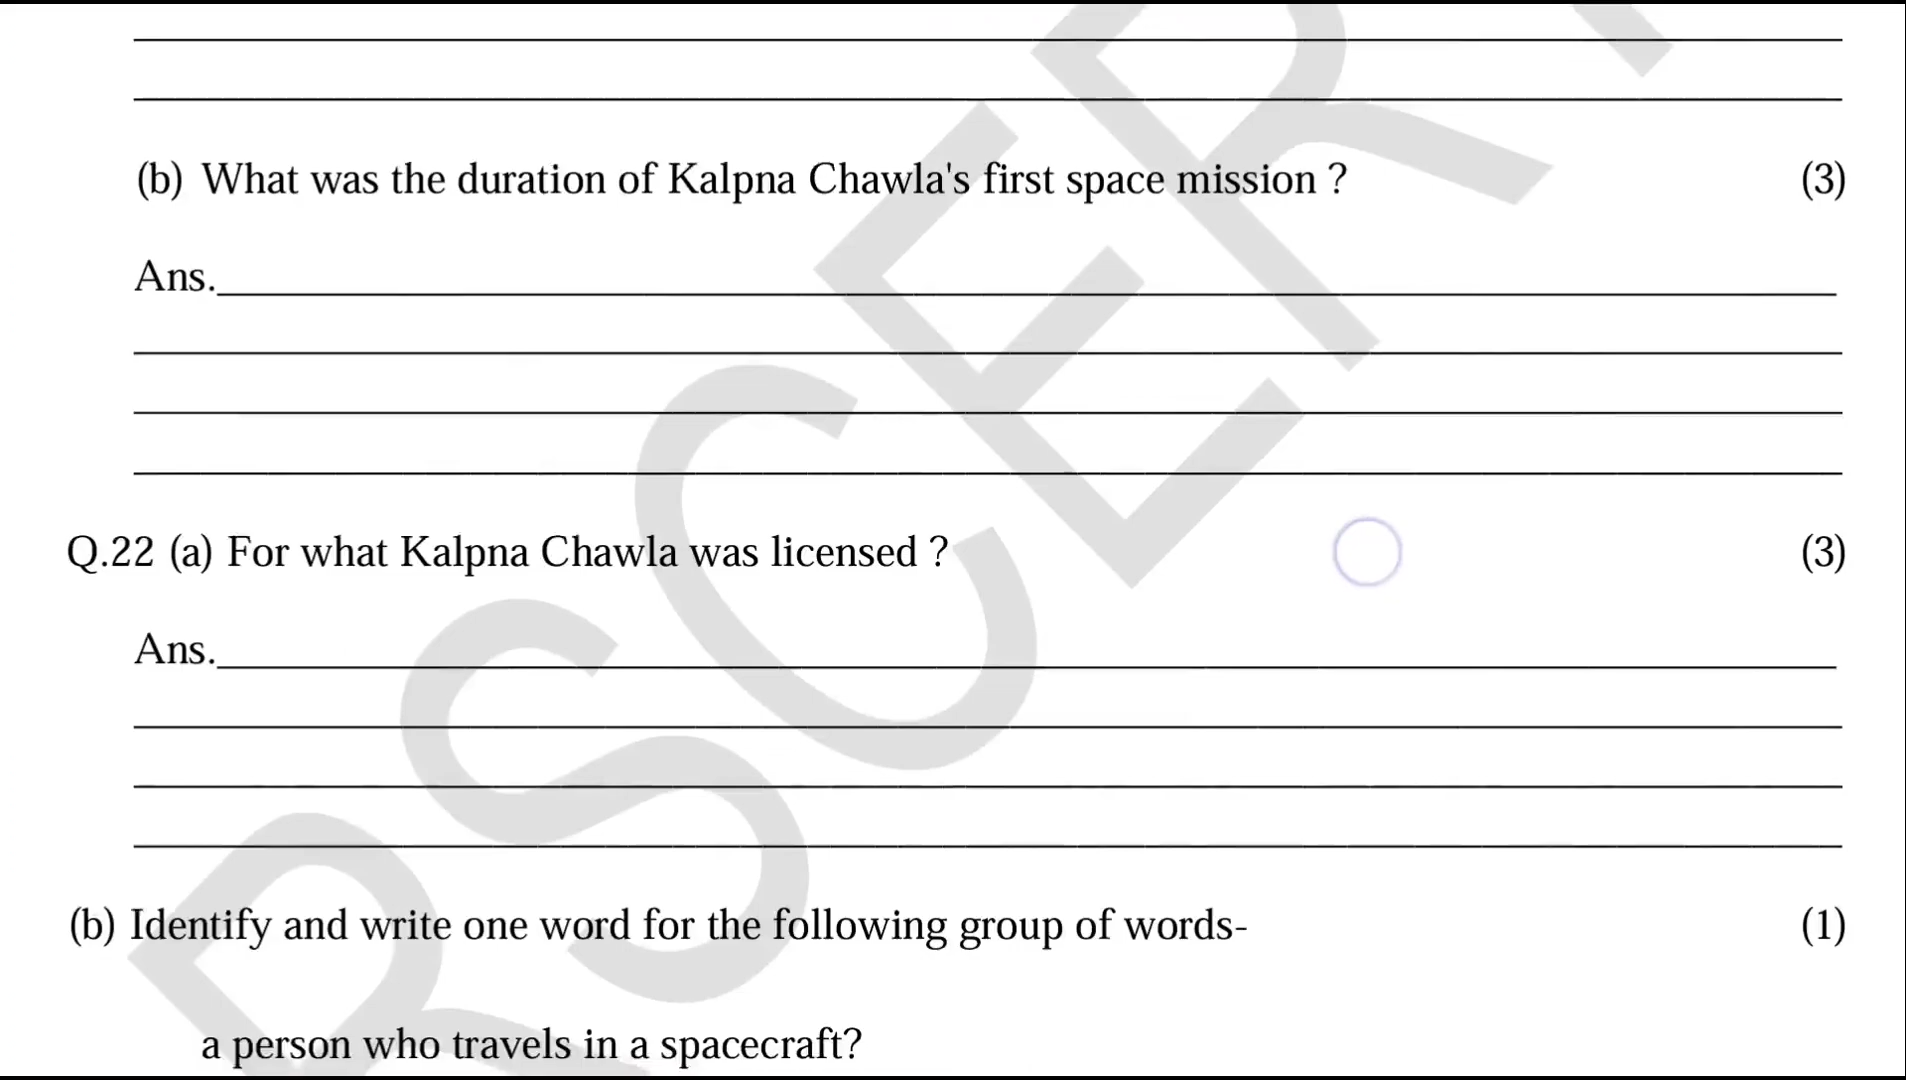 (b) What was the duration of Kalpna Chawla's first space mission ? (3)
Ans.
Q.22 (a) For what Kalpna Chawla was licensed ? (3)
Ans.
(b) Identify and write one word for the following group of words- (1)
a person who travels in a spacecraft?
RSCERT